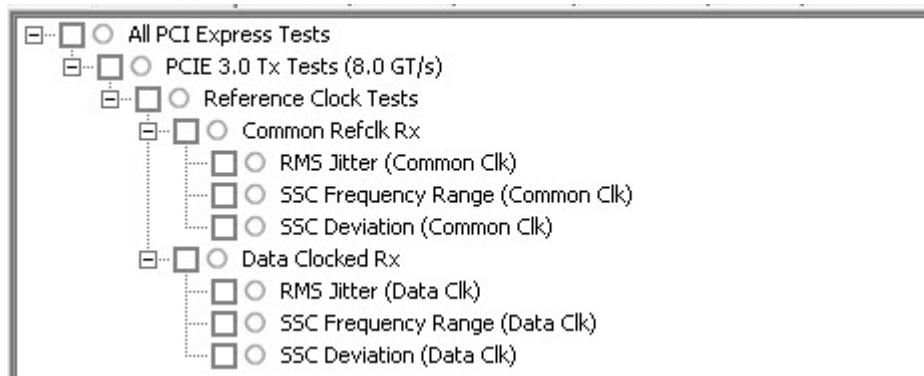 All PCI Express Tests
PCIE 3.0 Tx Tests (8.0 GT/s)
Reference Clock Tests
Common Refclk Rx
RMS Jitter (Common Clk)
SSC Frequency Range (Common Clk)
SSC Deviation (Common Clk)
Data Clocked Rx
RMS Jitter (Data Clk)
SSC Frequency Range (Data Clk)
SSC Deviation (Data Clk)